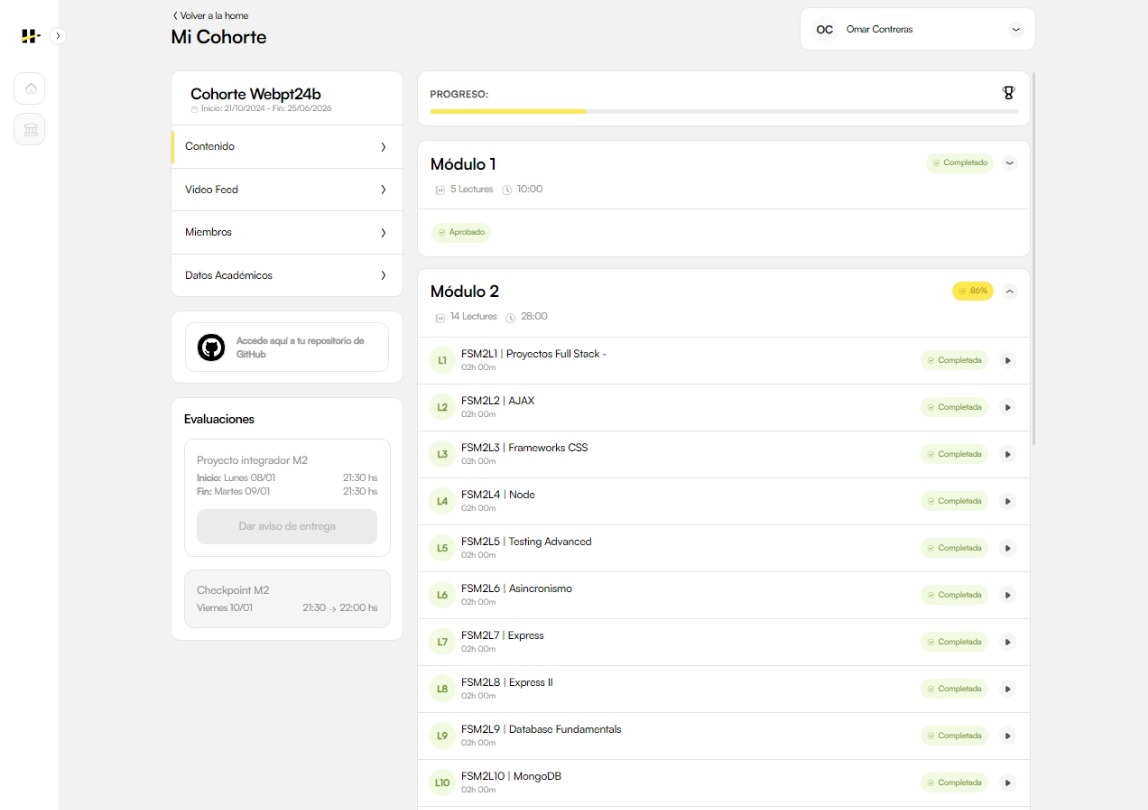 Volver a la home
Mi Cohorte
OC Omar Contreras
Cohorte Webpt24b
Inicio: 21/10/2024 - Fin: 25/06/2026
Contenido
Video Feed
Miembros
Datos Académicos
Accede aquí a tu repositorio de
GitHub
Evaluaciones
Proyecto integrador M2
Inicio: Lunes 08/01 21:30 hs
Fin: Martes 09/01 21:30 hs
Dar aviso de entrega
Checkpoint M2
Viernes 10/01 21:30 → 22:00 hs
PROGRESO:
Módulo 1 Completado
5 Lectures 10:00
Aprobado
Módulo 2 86%
14 Lectures 28:00
L1 FSM2L1 | Proyectos Full Stack - Completada
02h 00m
L2 FSM2L2 | AJAX Completada
02h 00m
L3 FSM2L3 | Frameworks CSS Completada
02h 00m
L4 FSM2L4 | Node Completada
02h 00m
L5 FSM2L5 | Testing Advanced Completada
02h 00m
L6 FSM2L6 | Asincronismo Completada
02h 00m
L7 FSM2L7 | Express Completada
02h 00m
L8 FSM2L8 | Express II Completada
02h 00m
L9 FSM2L9 | Database Fundamentals Completada
02h 00m
L10 FSM2L10 | MongoDB Completada
02h 00m